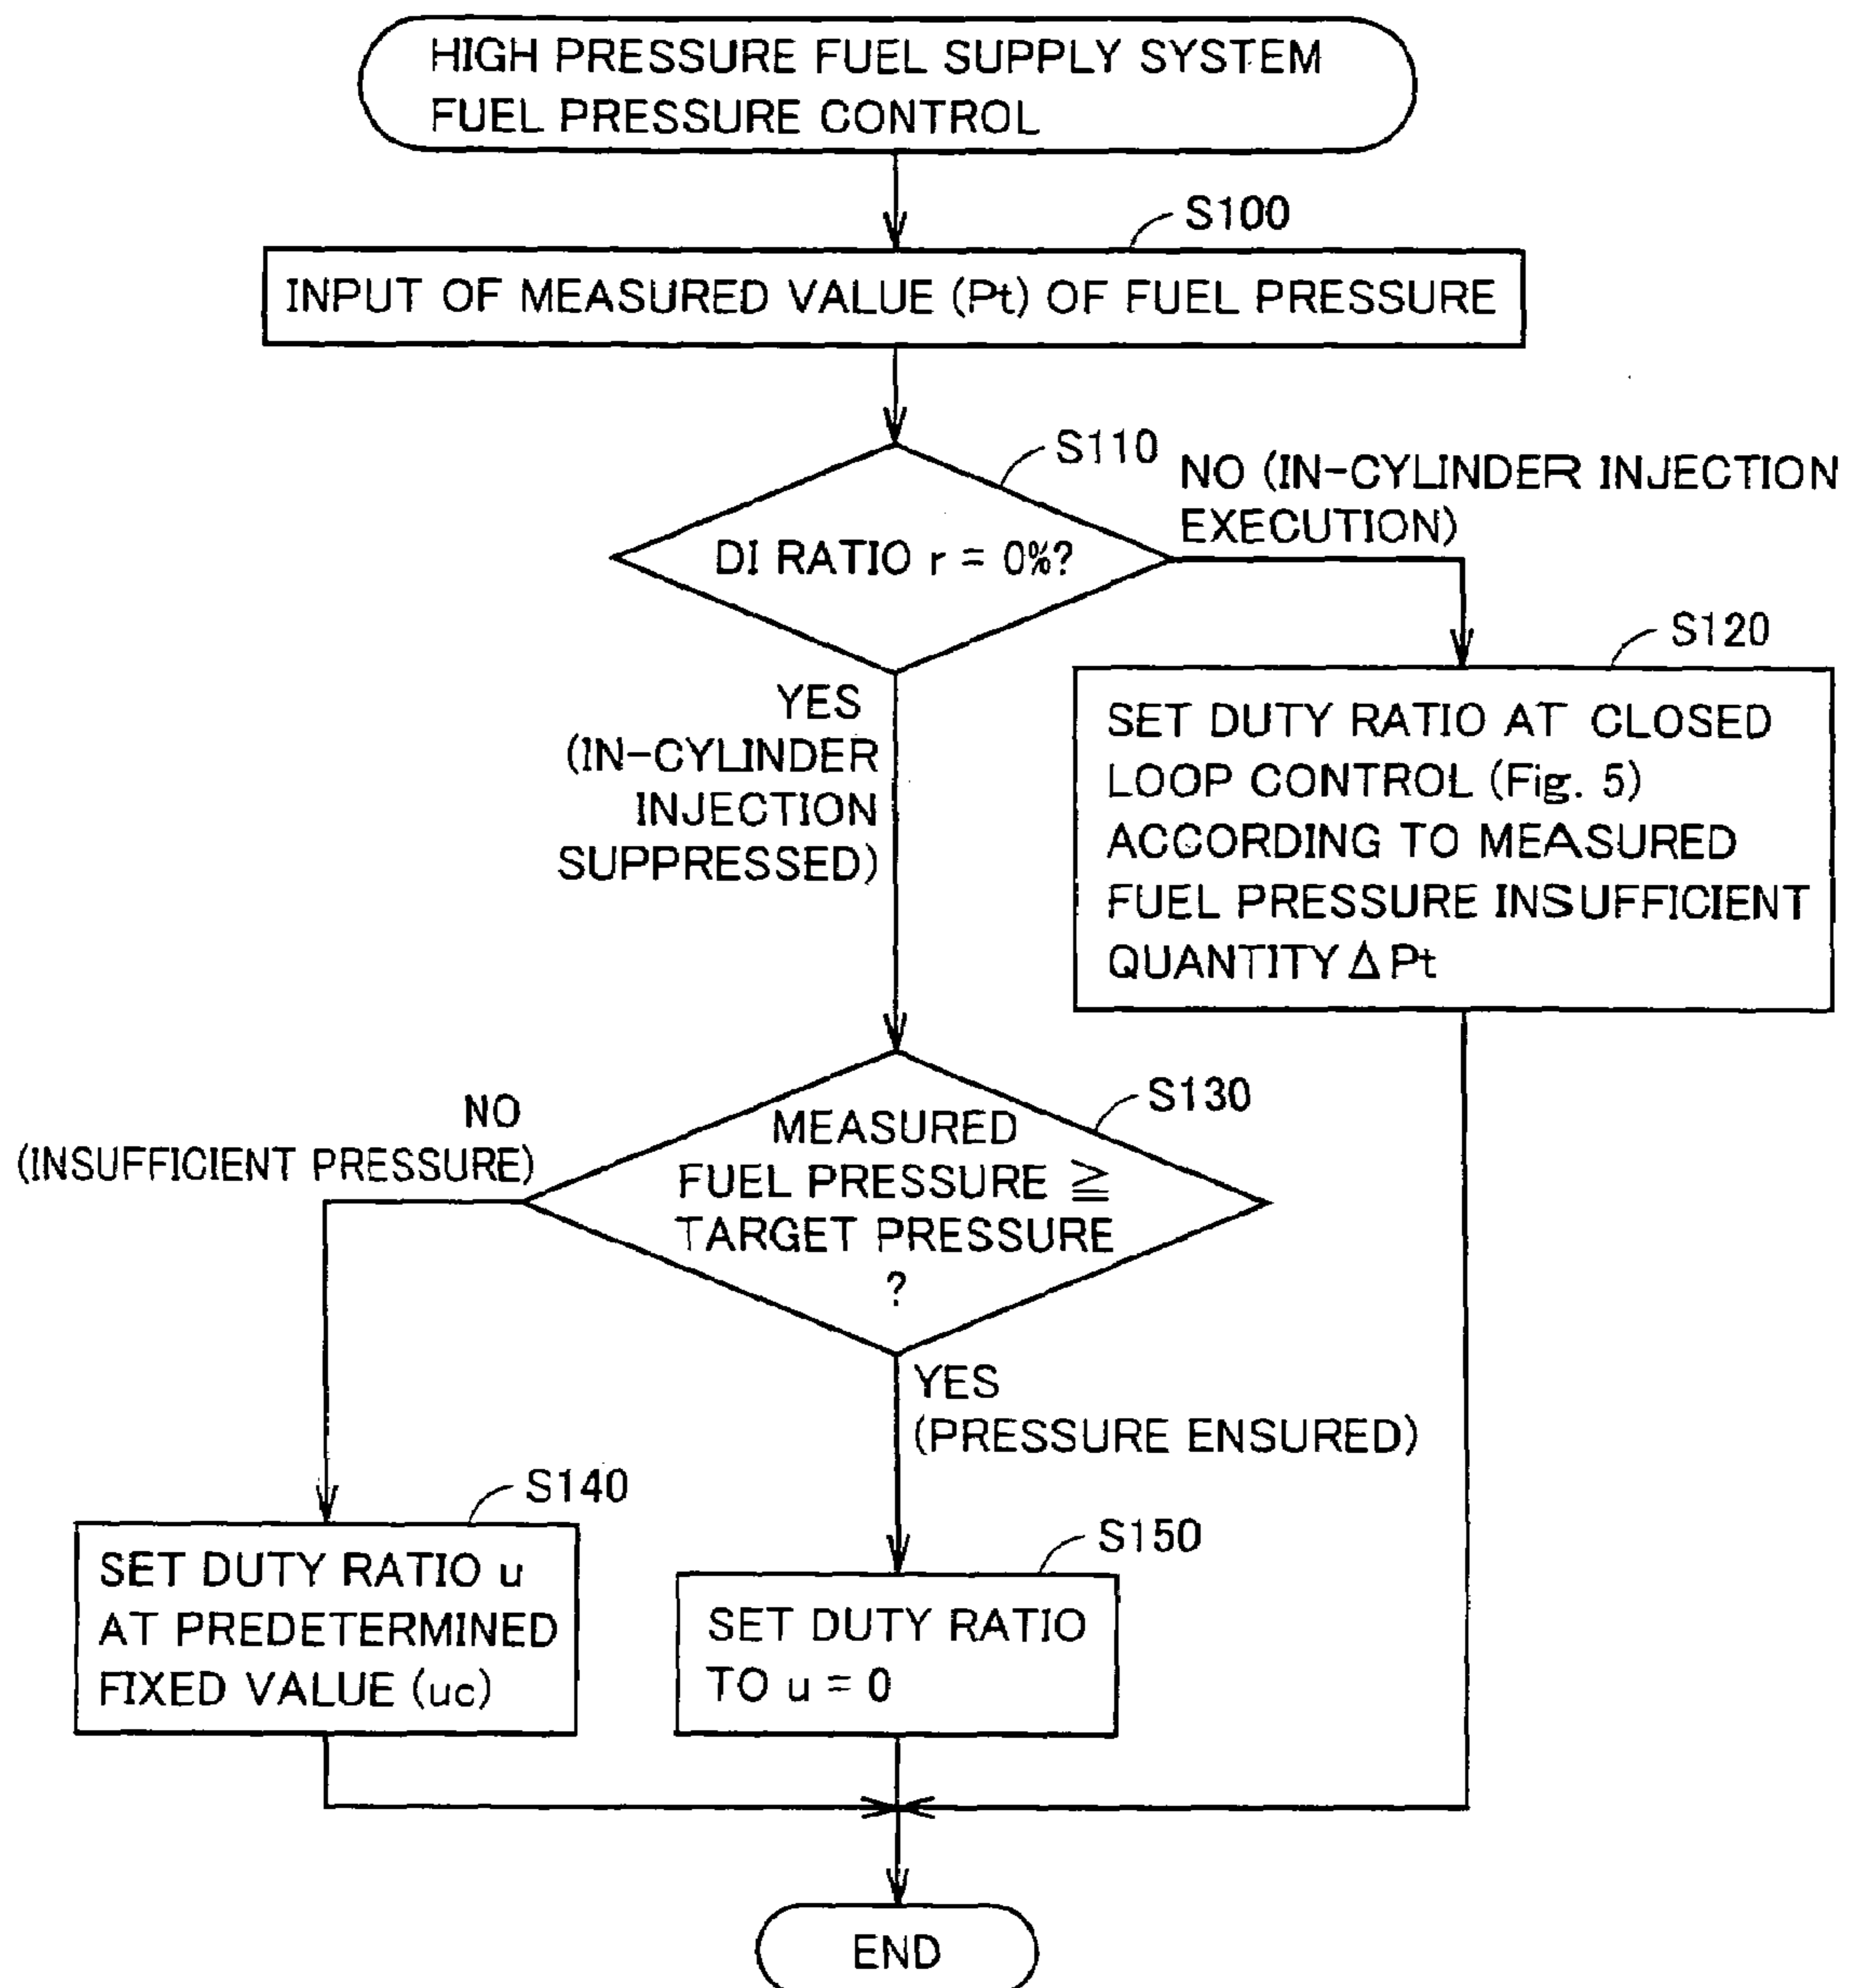 HIGH PRESSURE FUEL SUPPLY SYSTEM
FUEL PRESSURE CONTROL
S100
INPUT OF MEASURED VALUE (Pt) OF FUEL PRESSURE
S110
NO (IN-CYLINDER INJECTION
EXECUTION)
DI RATIO r = 0%?
S120
SET DUTY RATIO AT CLOSED
LOOP CONTROL (Fig. 5)
ACCORDING TO MEASURED
FUEL PRESSURE INSUFFICIENT
QUANTITY Δ Pt
YES
(IN-CYLINDER
INJECTION
SUPPRESSED)
S130
MEASURED
FUEL PRESSURE ≧
TARGET PRESSURE
?
NO
(INSUFFICIENT PRESSURE)
YES
(PRESSURE ENSURED)
S140
SET DUTY RATIO u
AT PREDETERMINED
FIXED VALUE (uc)
S150
SET DUTY RATIO
TO u = 0
END